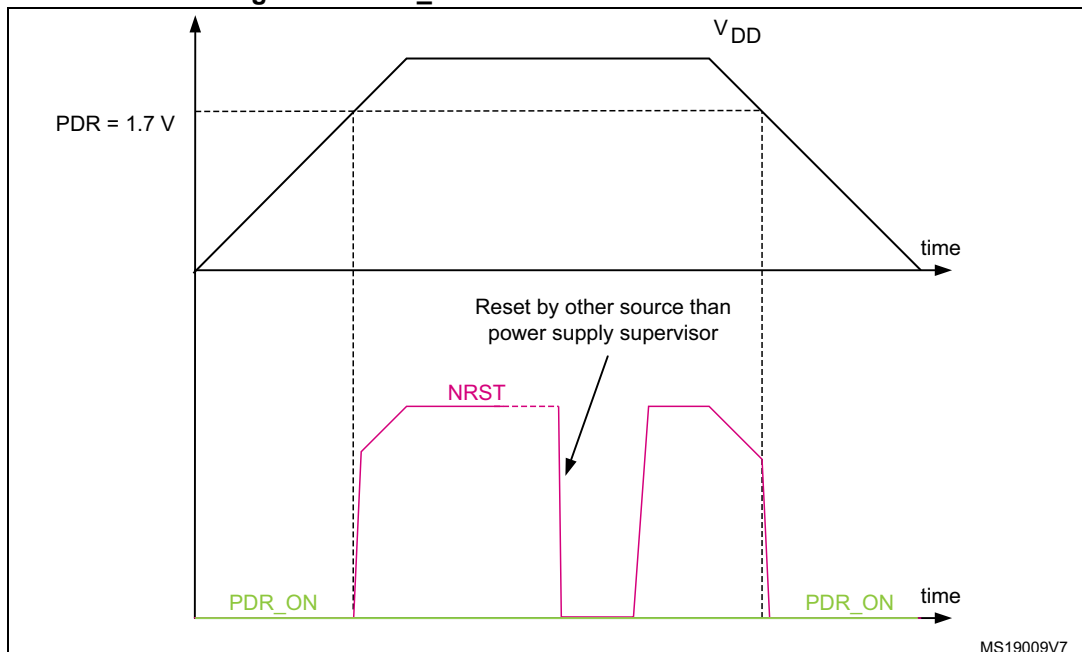 V DD
PDR = 1.7 V
time
Reset by other source than
power supply supervisor
NRST
PDR_ON
PDR_ON
time
MS19009V7